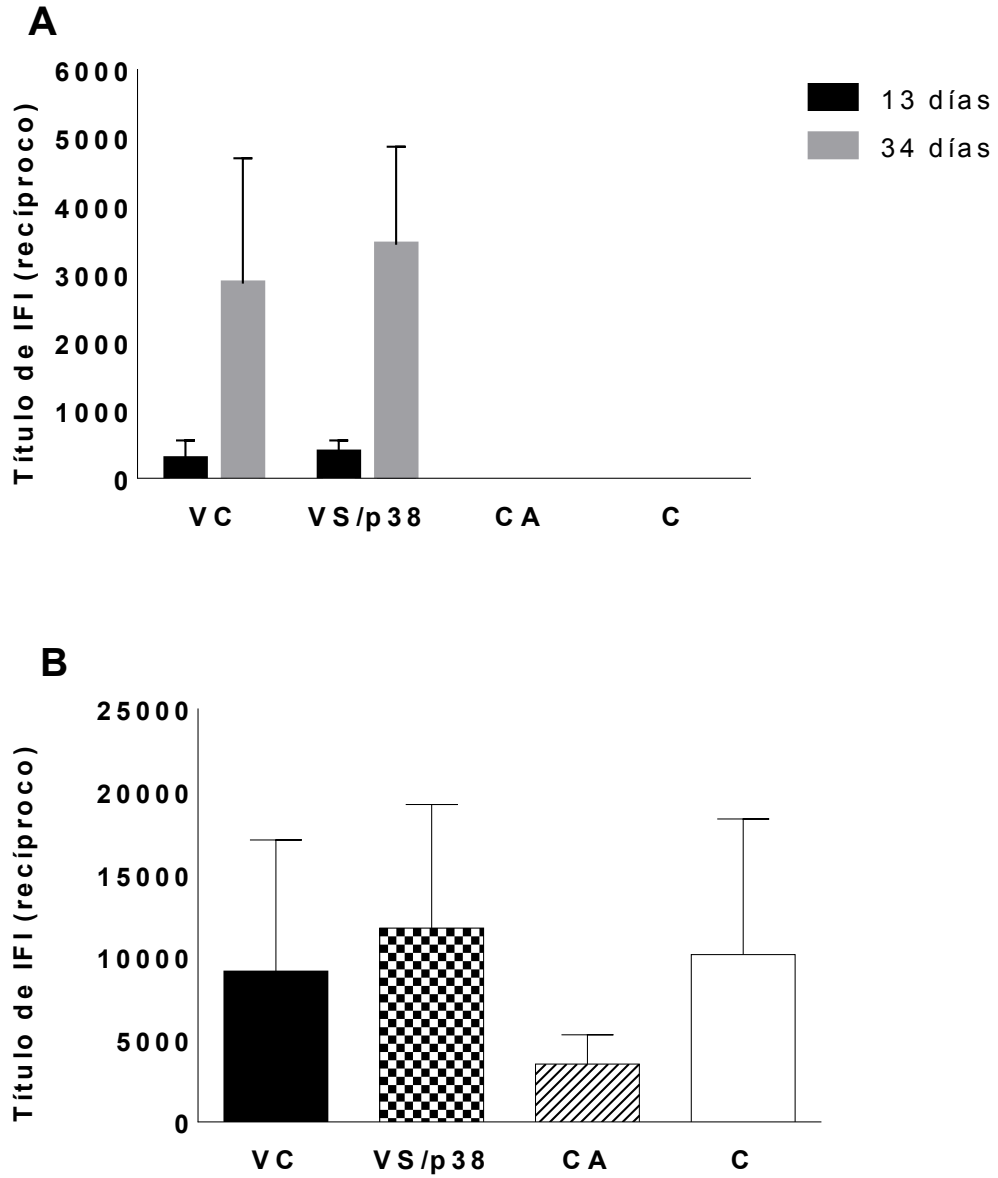 A
Título de IFI (recíproco)
6000
5000
4000
3000
2000
1000
0
VC VS/p38 CA C
13 días
34 días
B
Título de IFI (recíproco)
25000
20000
15000
10000
5000
0
VC VS/p38 CA C